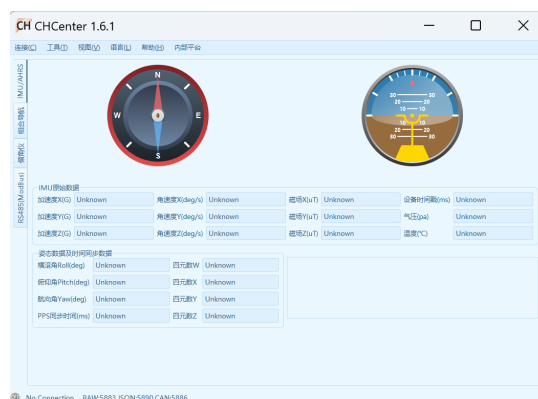 CH CHCenter 1.6.1
连接(C) 工具(T) 视图(V) 语言(L) 帮助(H) 内部平台
IMU/AHRS
组合导航
RS485(ModBus)
N
W 0 E
S
30 30
20 20
10 10
10 10
20 20
30 30
IMU原始数据
加速度X(G) Unknown 角速度X(deg/s) Unknown 磁场X(uT) Unknown 设备时间戳(ms) Unknown
加速度Y(G) Unknown 角速度Y(deg/s) Unknown 磁场Y(uT) Unknown 气压(pa) Unknown
加速度Z(G) Unknown 角速度Z(deg/s) Unknown 磁场Z(uT) Unknown 温度(℃) Unknown
姿态数据及时间同步数据
横滚角Roll(deg) Unknown 四元数W Unknown
俯仰角Pitch(deg) Unknown 四元数X Unknown
航向角Yaw(deg) Unknown 四元数Y Unknown
PPS同步时间(ms) Unknown 四元数Z Unknown
No Connection RAW:5883 JSON:5890 CAN:5886